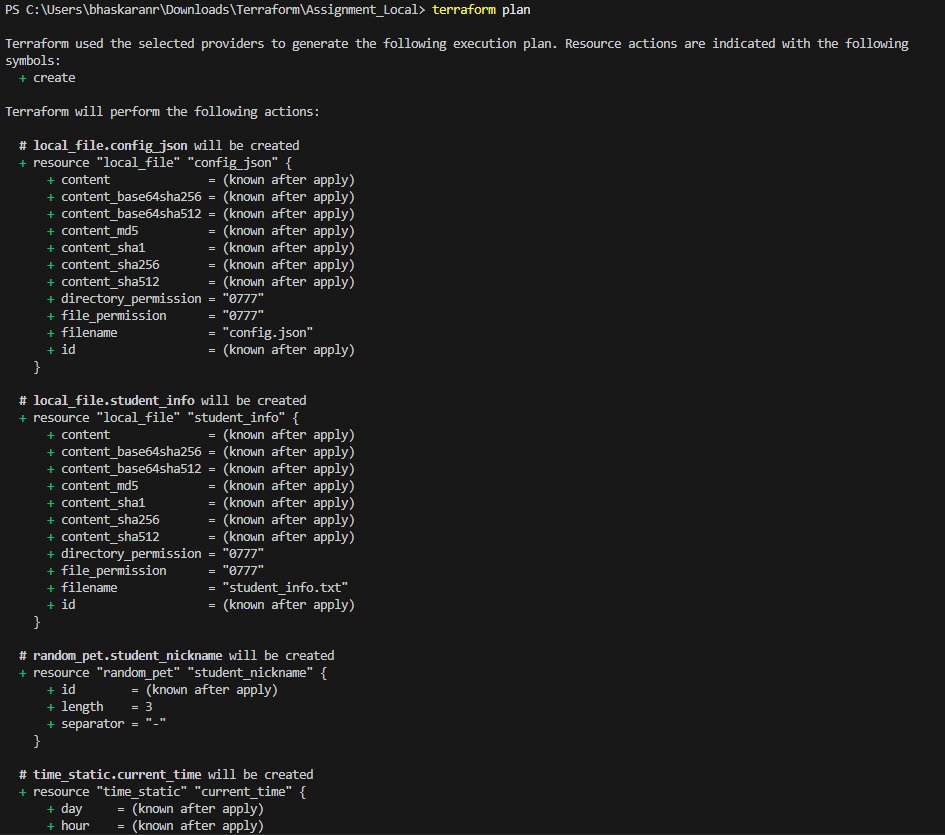 PS C:\Users\bhaskaranr\Downloads\Terraform\Assignment_Local> terraform plan
Terraform used the selected providers to generate the following execution plan. Resource actions are indicated with the following
symbols:
  + create
Terraform will perform the following actions:
  # local_file.config_json will be created
  + resource "local_file" "config_json" {
      + content              = (known after apply)
      + content_base64sha256 = (known after apply)
      + content_base64sha512 = (known after apply)
      + content_md5          = (known after apply)
      + content_sha1         = (known after apply)
      + content_sha256       = (known after apply)
      + content_sha512       = (known after apply)
      + directory_permission = "0777"
      + file_permission      = "0777"
      + filename             = "config.json"
      + id                   = (known after apply)
    }
  # local_file.student_info will be created
  + resource "local_file" "student_info" {
      + content              = (known after apply)
      + content_base64sha256 = (known after apply)
      + content_base64sha512 = (known after apply)
      + content_md5          = (known after apply)
      + content_sha1         = (known after apply)
      + content_sha256       = (known after apply)
      + content_sha512       = (known after apply)
      + directory_permission = "0777"
      + file_permission      = "0777"
      + filename             = "student_info.txt"
      + id                   = (known after apply)
    }
  # random_pet.student_nickname will be created
  + resource "random_pet" "student_nickname" {
      + id        = (known after apply)
      + length    = 3
      + separator = "-"
    }
  # time_static.current_time will be created
  + resource "time_static" "current_time" {
      + day     = (known after apply)
      + hour    = (known after apply)